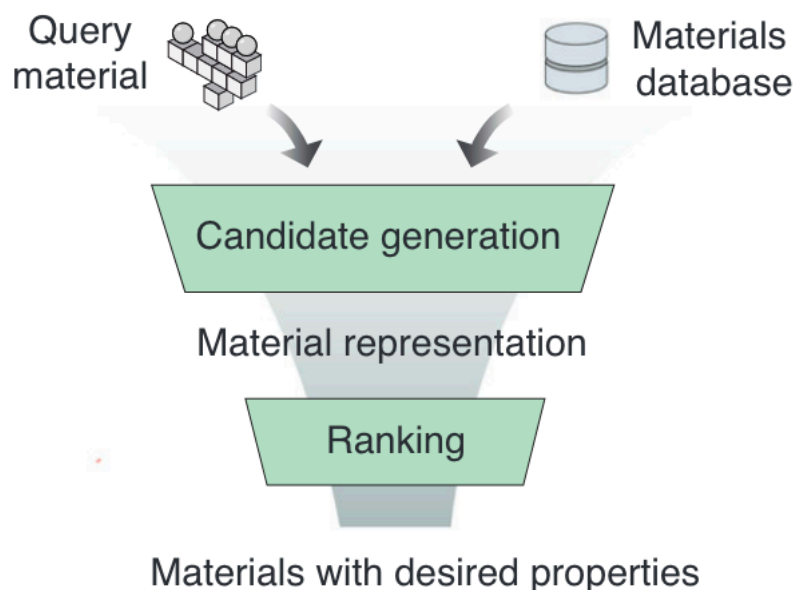 Query
material
Materials
database
Candidate generation
Material representation
Ranking
Materials with desired properties